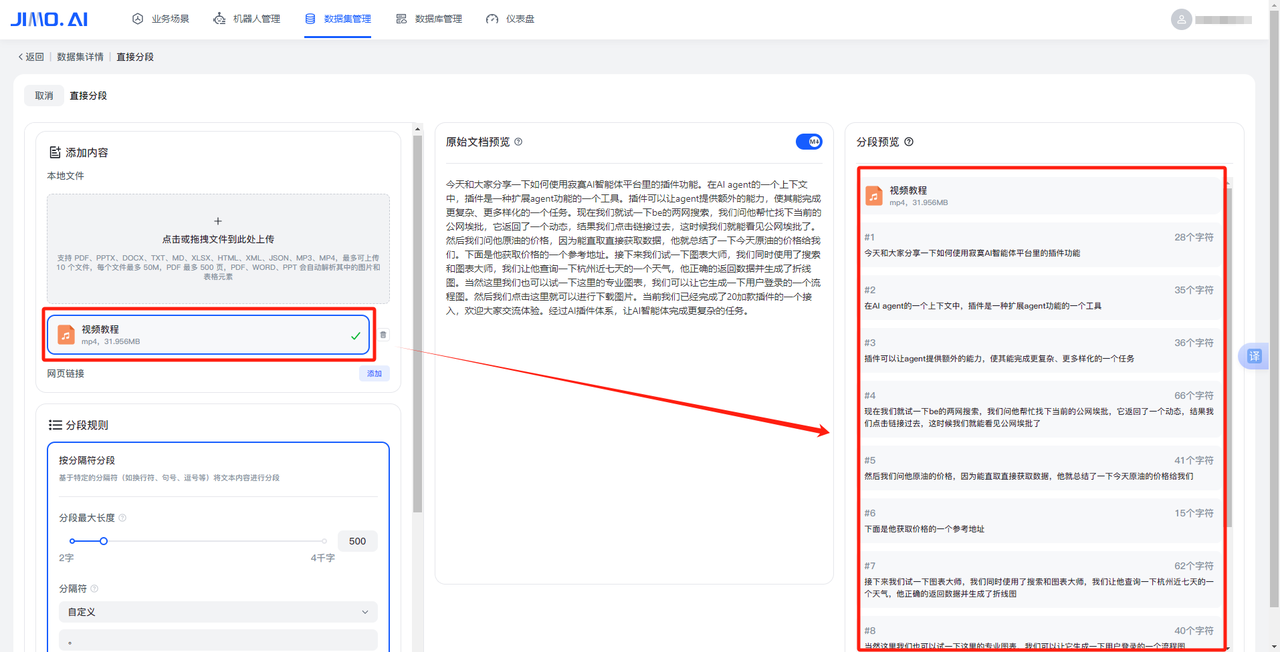 JIMO.AI
业务场景
机器人管理
数据集管理
数据库管理
仪表盘
返回
数据集详情
直接分段
取消
直接分段
添加内容
本地文件
点击或拖拽文件到此处上传
支持 PDF、PPTX、DOCX、TXT、MD、XLSX、HTML、XML、JSON、MP3、MP4，最多可上传
10 个文件，每个文件最多 50M，PDF 最多 500 页，PDF、WORD、PPT 会自动解析其中的图片和
表格元素
视频教程
mp4，31.956MB
网页链接
添加
分段规则
按分隔符分段
基于特定的分隔符（如换行符、句号、逗号等）将文本内容进行分段
分段最大长度
500
2字
4千字
分隔符
自定义
。
原始文档预览
M
今天和大家分享一下如何使用寂寞AI智能体平台里的插件功能。在AI agent的一个上下文
中，插件是一种扩展agent功能的一个工具。插件可以让agent提供额外的能力，使其能完成
更复杂、更多样化的一个任务。现在我们就试一下be的两网搜索，我们问他帮忙找下当前的
公网埃批，它返回了一个动态，结果我们点击链接过去，这时候我们就能看见公网埃批了。
然后我们问他原油的价格，因为能直取直接获取数据，他就总结了一下今天原油的价格给我
们。下面是他获取价格的一个参考地址。接下来我们试一下图表大师，我们同时使用了搜索
和图表大师，我们让他查询一下杭州近七天的一个天气，他正确的返回数据并生成了折线
图。当然这里我们也可以试一下这里的专业图表，我们可以让它生成一下用户登录的一个流
程图。然后我们点击这里就可以进行下载图片。当前我们已经完成了20加款插件的一个接
入，欢迎大家交流体验。经过AI插件体系，让AI智能体完成更复杂的任务。
分段预览
视频教程
mp4，31.956MB
#1
28个字符
今天和大家分享一下如何使用寂寞AI智能体平台里的插件功能
#2
35个字符
在AI agent的一个上下文中，插件是一种扩展agent功能的一个工具
#3
36个字符
插件可以让agent提供额外的能力，使其能完成更复杂、更多样化的一个任务
#4
66个字符
现在我们就试一下be的两网搜索，我们问他帮忙找下当前的公网埃批，它返回了一个动态，结果我
们点击链接过去，这时候我们就能看见公网埃批了
#5
41个字符
然后我们问他原油的价格，因为能直取直接获取数据，他就总结了一下今天原油的价格给我们
#6
15个字符
下面是他获取价格的一个参考地址
#7
62个字符
接下来我们试一下图表大师，我们同时使用了搜索和图表大师，我们让他查询一下杭州近七天的一
个天气，他正确的返回数据并生成了折线图
#8
40个字符
当然这里我们也可以试一下这里的专业图表，我们可以让它生成一下用户登录的一个流程图
译